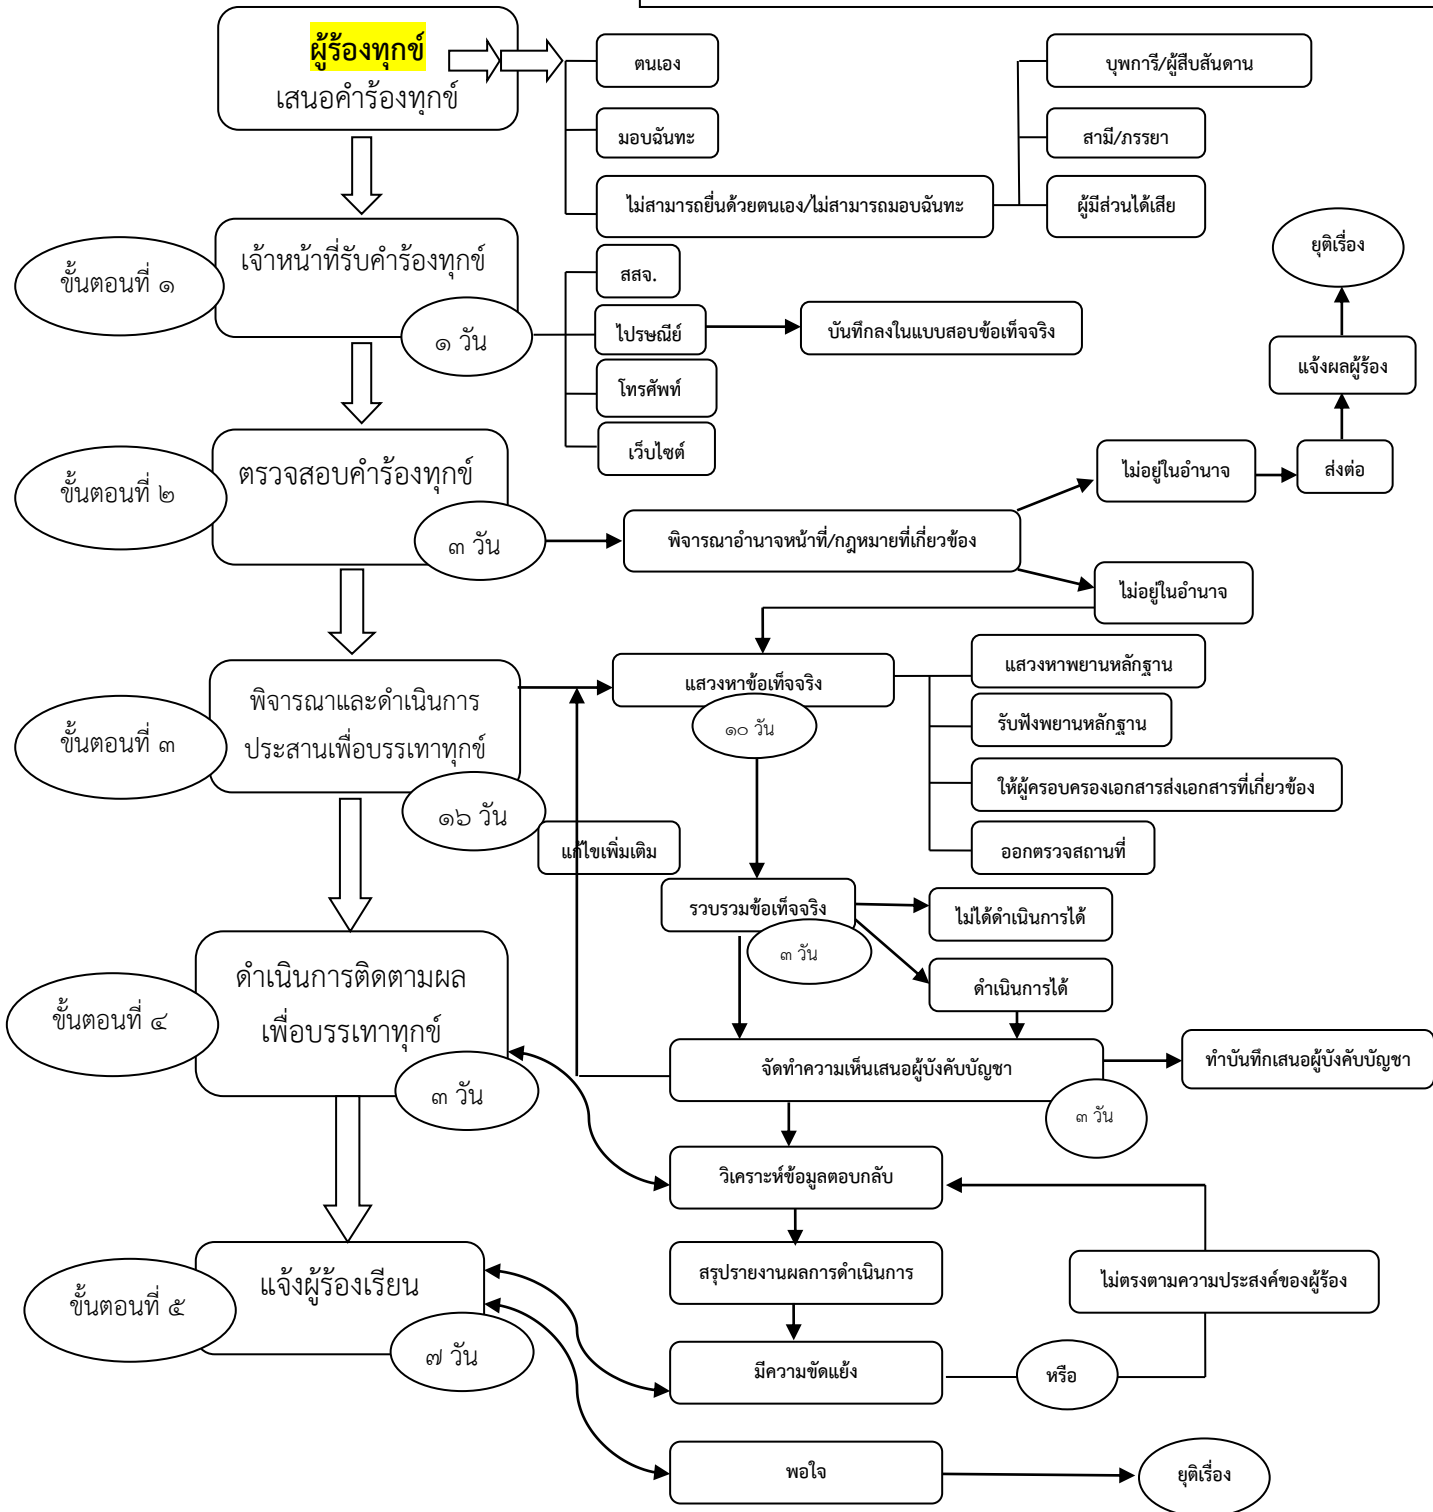 ผู้ร้องทุกข์
เสนอคำร้องทุกข์
ตนเอง
มอบฉันทะ
ไม่สามารถยื่นด้วยตนเอง/ไม่สามารถมอบฉันทะ
บุพการี/ผู้สืบสันดาน
สามี/ภรรยา
ผู้มีส่วนได้เสีย
ขั้นตอนที่ ๑
เจ้าหน้าที่รับคำร้องทุกข์
๑ วัน
สสจ.
ไปรษณีย์
โทรศัพท์
เว็บไซต์
บันทึกลงในแบบสอบข้อเท็จจริง
ยุติเรื่อง
แจ้งผลผู้ร้อง
ขั้นตอนที่ ๒
ตรวจสอบคำร้องทุกข์
๓ วัน
พิจารณาอำนาจหน้าที่/กฎหมายที่เกี่ยวข้อง
ไม่อยู่ในอำนาจ
ส่งต่อ
ไม่อยู่ในอำนาจ
ขั้นตอนที่ ๓
พิจารณาและดำเนินการ
ประสานเพื่อบรรเทาทุกข์
๑๖ วัน
แสวงหาข้อเท็จจริง
๑๐ วัน
แสวงหาพยานหลักฐาน
รับฟังพยานหลักฐาน
ให้ผู้ครอบครองเอกสารส่งเอกสารที่เกี่ยวข้อง
ออกตรวจสถานที่
แก้ไขเพิ่มเติม
รวบรวมข้อเท็จจริง
๓ วัน
ไม่ได้ดำเนินการได้
ดำเนินการได้
ขั้นตอนที่ ๔
ดำเนินการติดตามผล
เพื่อบรรเทาทุกข์
๓ วัน
จัดทำความเห็นเสนอผู้บังคับบัญชา
๓ วัน
ทำบันทึกเสนอผู้บังคับบัญชา
วิเคราะห์ข้อมูลตอบกลับ
ขั้นตอนที่ ๕
แจ้งผู้ร้องเรียน
๗ วัน
สรุปรายงานผลการดำเนินการ
ไม่ตรงตามความประสงค์ของผู้ร้อง
มีความขัดแย้ง
หรือ
พอใจ
ยุติเรื่อง